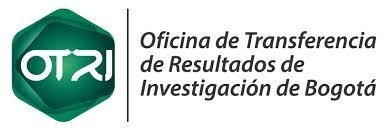 OTRI
Oficina de Transferencia
de Resultados de
Investigación de Bogotá